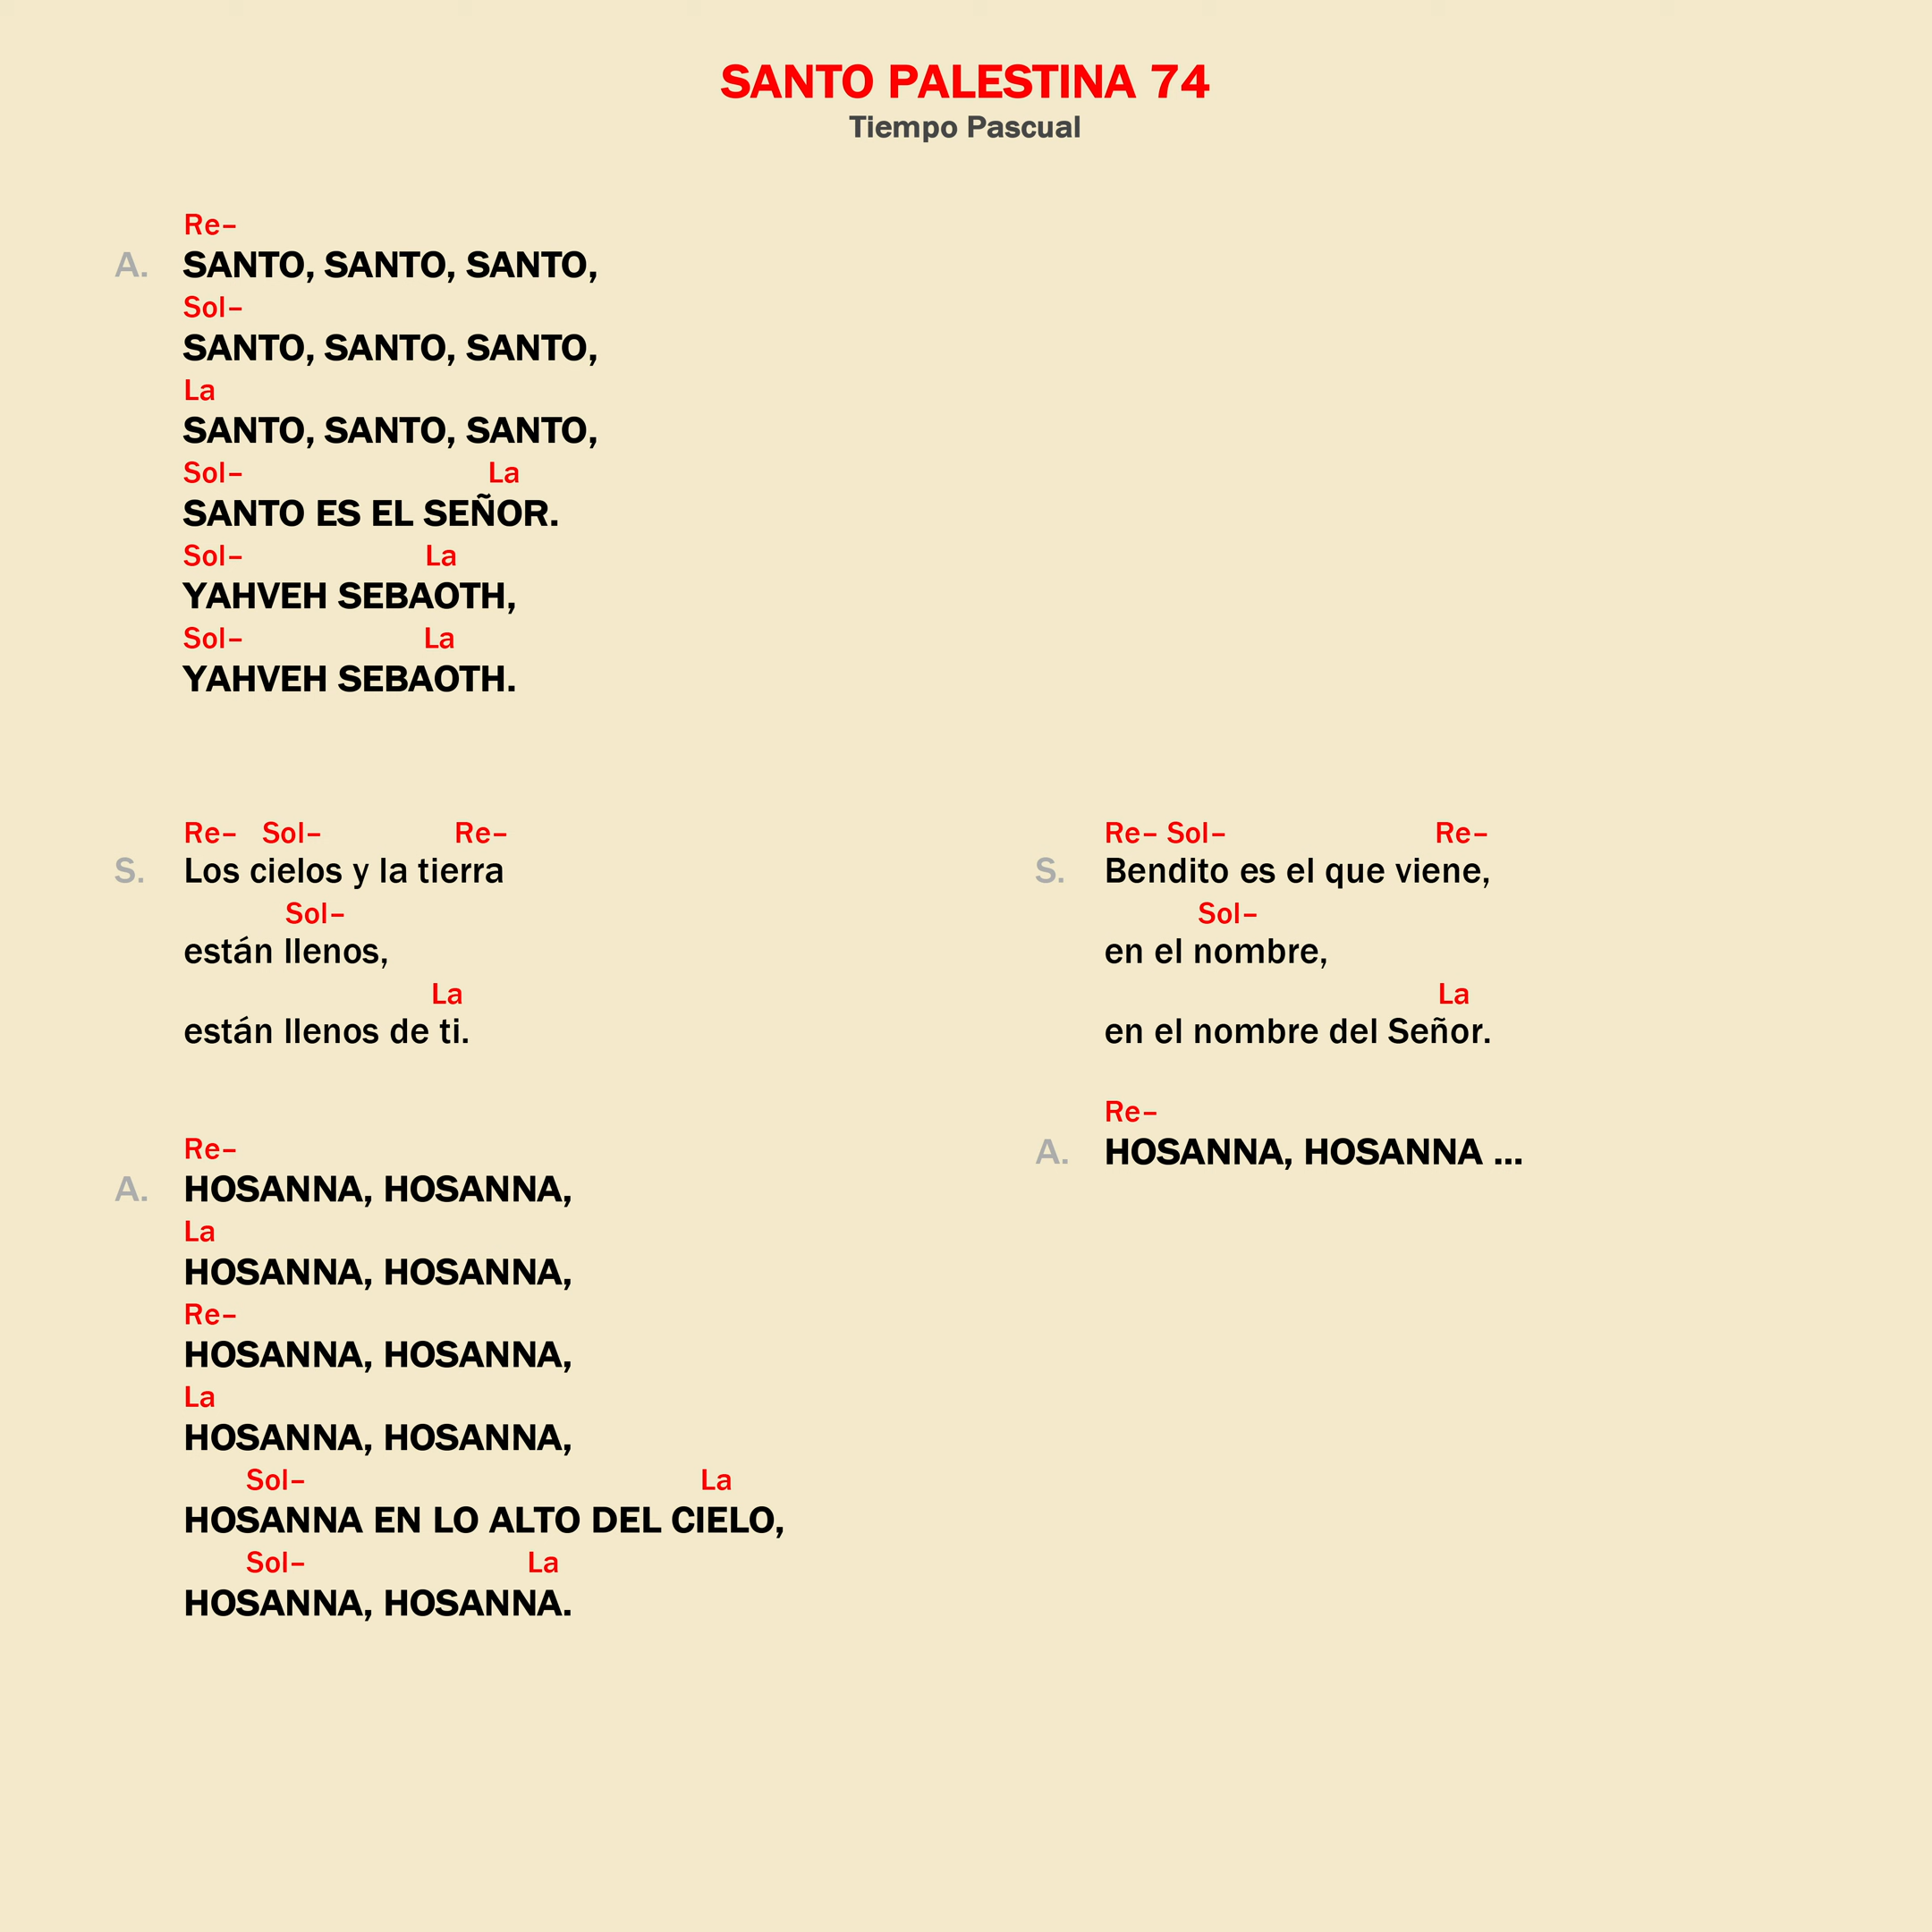 SANTO PALESTINA 74
Tiempo Pascual
Re–
A. SANTO, SANTO, SANTO,
Sol–
SANTO, SANTO, SANTO,
La
SANTO, SANTO, SANTO,
Sol– La
SANTO ES EL SEÑOR.
Sol– La
YAHVEH SEBAOTH,
Sol– La
YAHVEH SEBAOTH.
Re– Sol– Re–
S. Los cielos y la tierra
Sol–
están llenos,
La
están llenos de ti.
Re–
A. HOSANNA, HOSANNA,
La
HOSANNA, HOSANNA,
Re–
HOSANNA, HOSANNA,
La
HOSANNA, HOSANNA,
Sol– La
HOSANNA EN LO ALTO DEL CIELO,
Sol– La
HOSANNA, HOSANNA.
Re– Sol– Re–
S. Bendito es el que viene,
Sol–
en el nombre,
La
en el nombre del Señor.
Re–
A. HOSANNA, HOSANNA ...